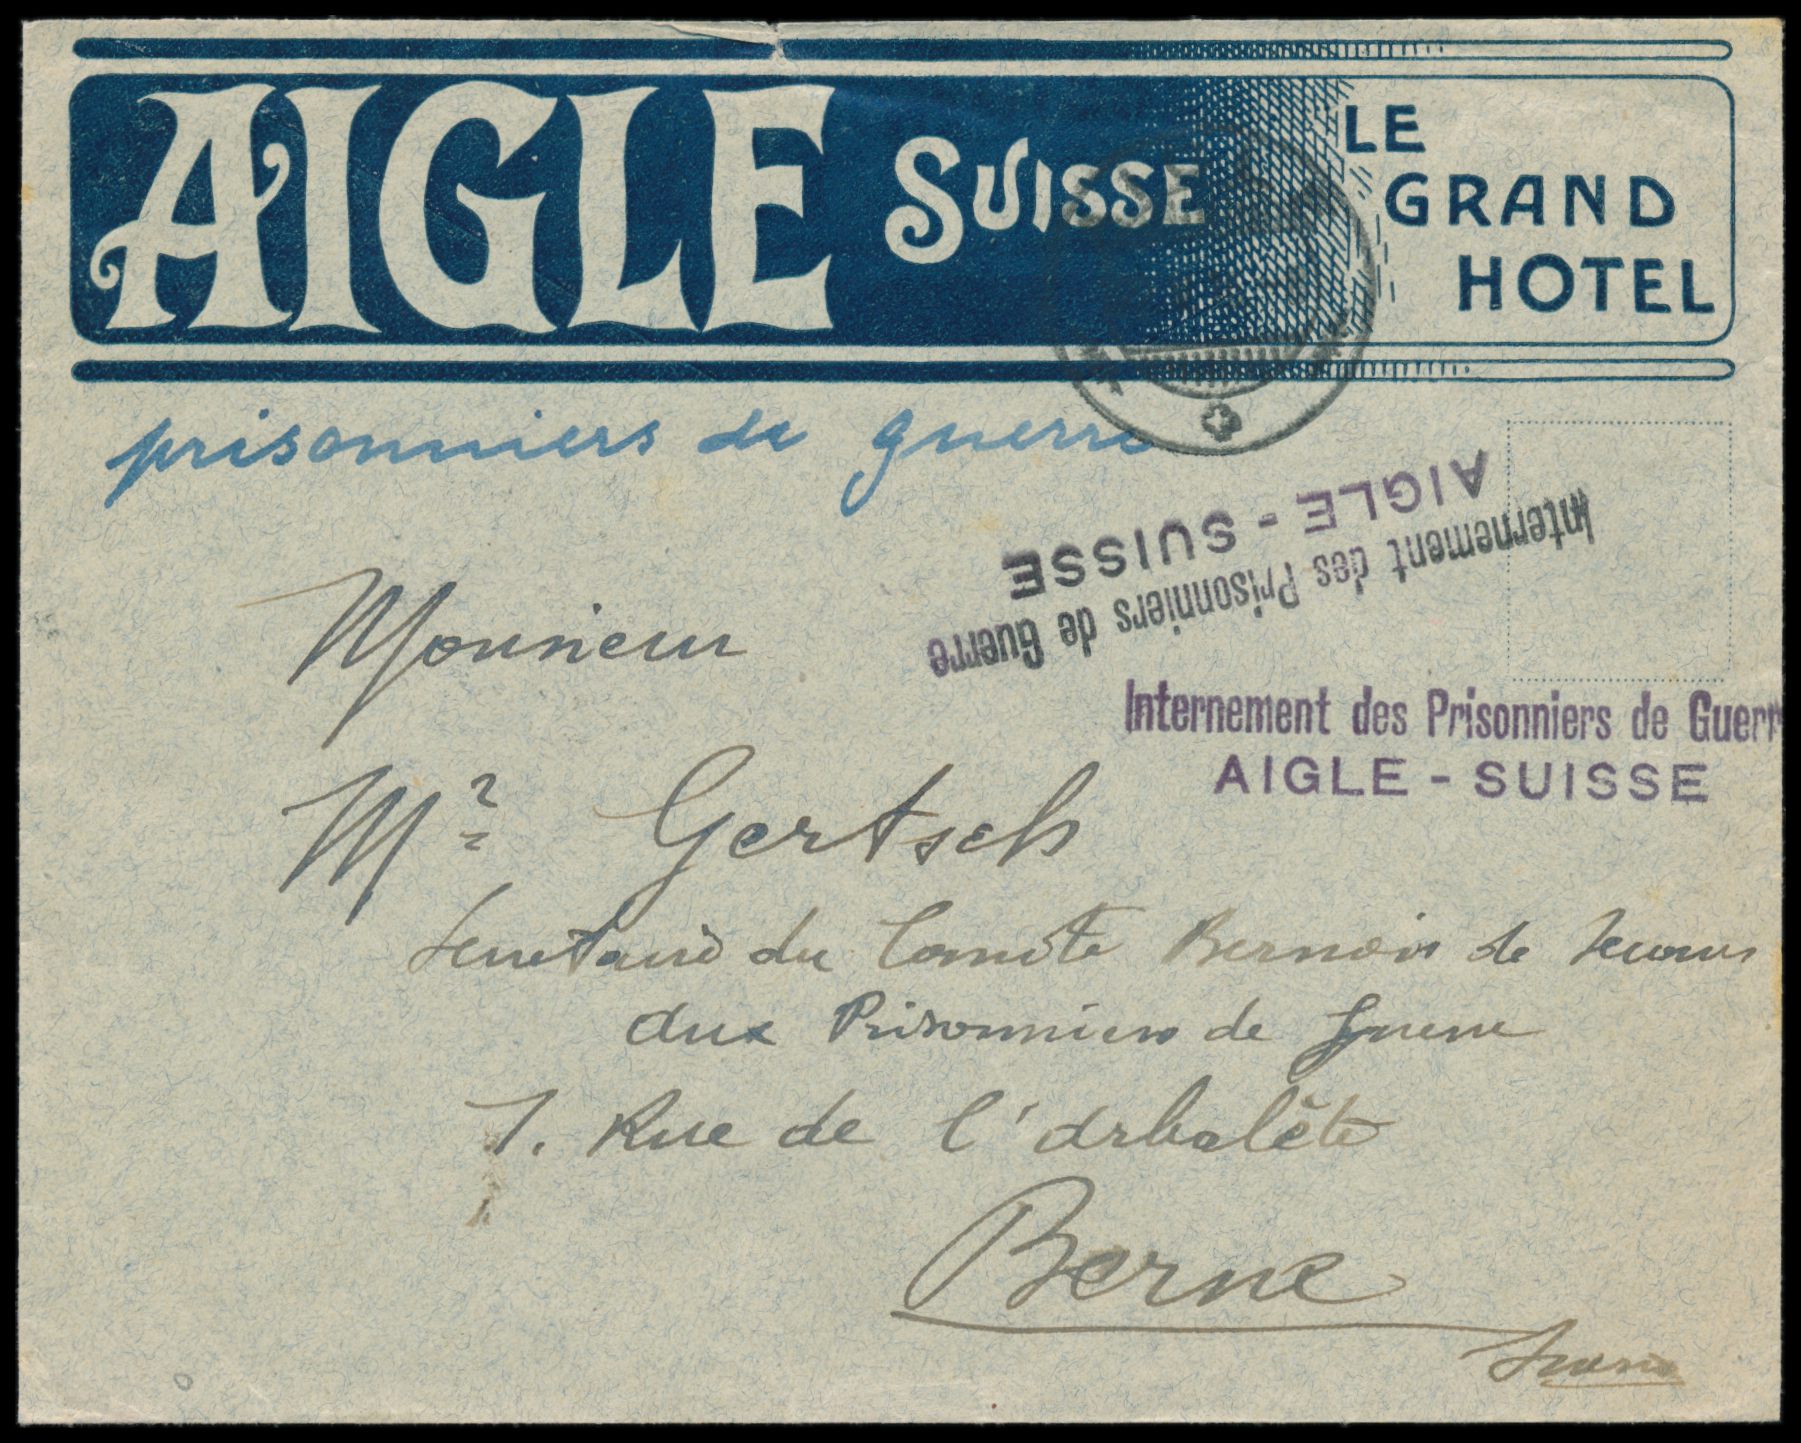 AIGLE SUISSE
LE
GRAND
HOTEL
prisonniers de guerre
AIGLE - SUISSE
Internement des Prisonniers de Guerre
Monsieur
Internement des Prisonniers de Guerr
AIGLE - SUISSE
Mr Gertsch
Secretaire du Comité Bernois de Secours
aux Prisonniers de Guerre
7. Rue de l'Arbalète
Berne
Suisse